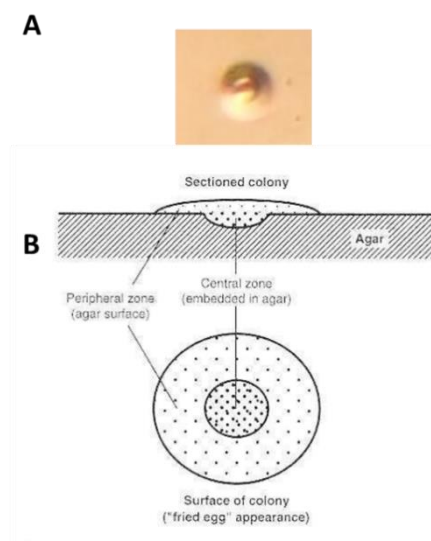 A
Sectioned colony
B
Agar
Peripheral zone
(agar surface)
Central zone
(embedded in agar)
Surface of colony
("fried egg" appearance)